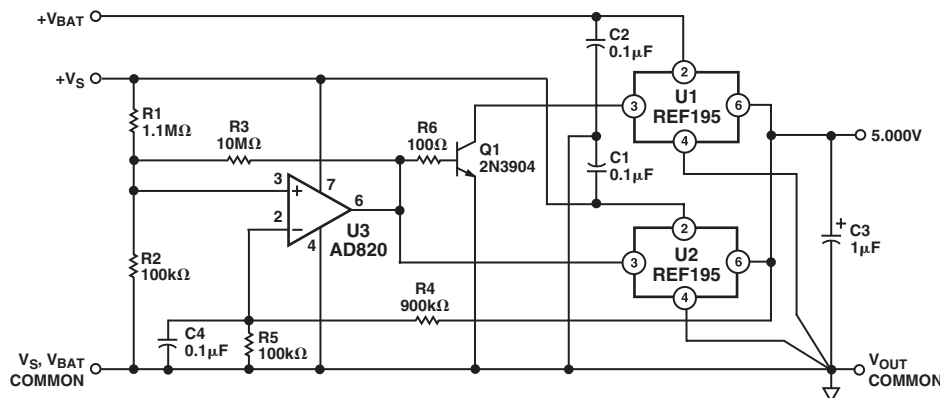 +VBAT
+VS
C2
0.1μF
2
U1
REF195
3
6
4
R1
1.1MΩ
R3
10MΩ
R6
100Ω
Q1
2N3904
5.000V
C1
0.1μF
3
+
7
2
−
6
4
U3
AD820
2
U2
REF195
3
6
4
+
C3
1μF
R2
100kΩ
R4
900kΩ
C4
0.1μF
R5
100kΩ
VS, VBAT
COMMON
VOUT
COMMON